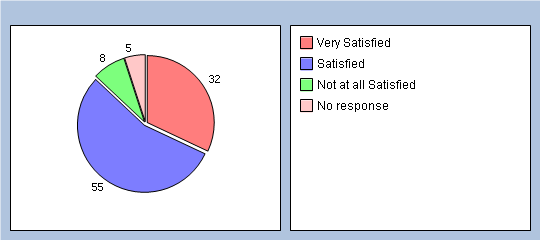 5
8
32
55
Very Satisfied
Satisfied
Not at all Satisfied
No response